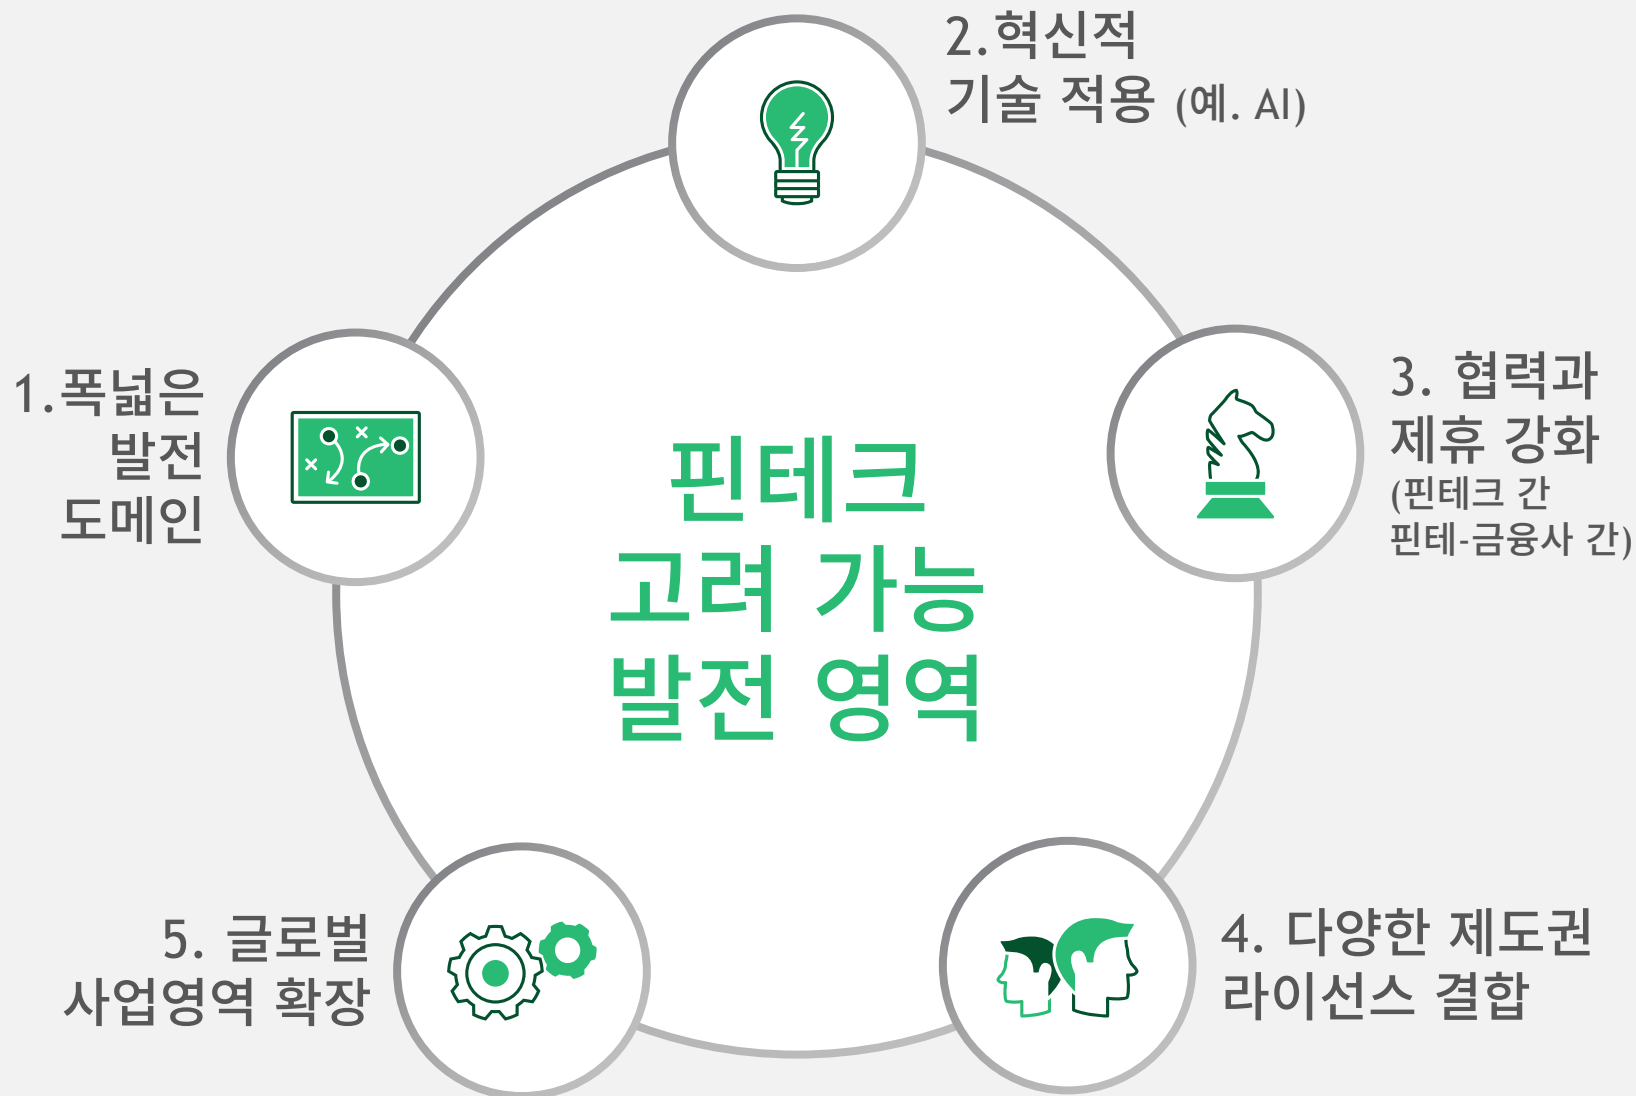 핀테크
고려 가능
발전 영역
1.폭넓은
발전
도메인
2.혁신적
기술 적용 (예. AI)
3. 협력과
제휴 강화
(핀테크 간
핀테-금융사 간)
4. 다양한 제도권
라이선스 결합
5. 글로벌
사업영역 확장